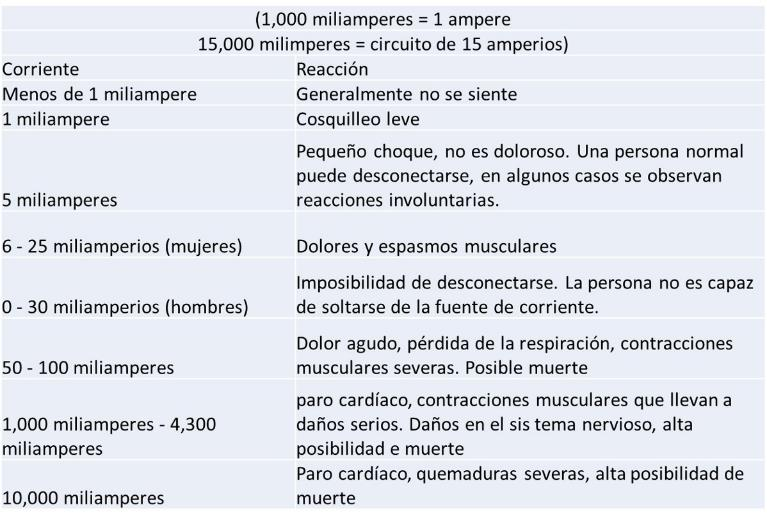 (1,000 miliamperes = 1 ampere
15,000 milimperes = circuito de 15 amperios)
Corriente Reacción
Menos de 1 miliampere Generalmente no se siente
1 miliampere Cosquilleo leve
Pequeño choque, no es doloroso. Una persona normal
puede desconectarse, en algunos casos se observan
5 miliamperes reacciones involuntarias.
6 - 25 miliamperios (mujeres) Dolores y espasmos musculares
Imposibilidad de desconectarse. La persona no es capaz
0 - 30 miliamperios (hombres) de soltarse de la fuente de corriente.
Dolor agudo, pérdida de la respiración, contracciones
50 - 100 miliamperes musculares severas. Posible muerte
paro cardíaco, contracciones musculares que llevan a
1,000 miliamperes - 4,300 daños serios. Daños en el sis tema nervioso, alta
miliamperes posibilidad e muerte
Paro cardíaco, quemaduras severas, alta posibilidad de
10,000 miliamperes muerte